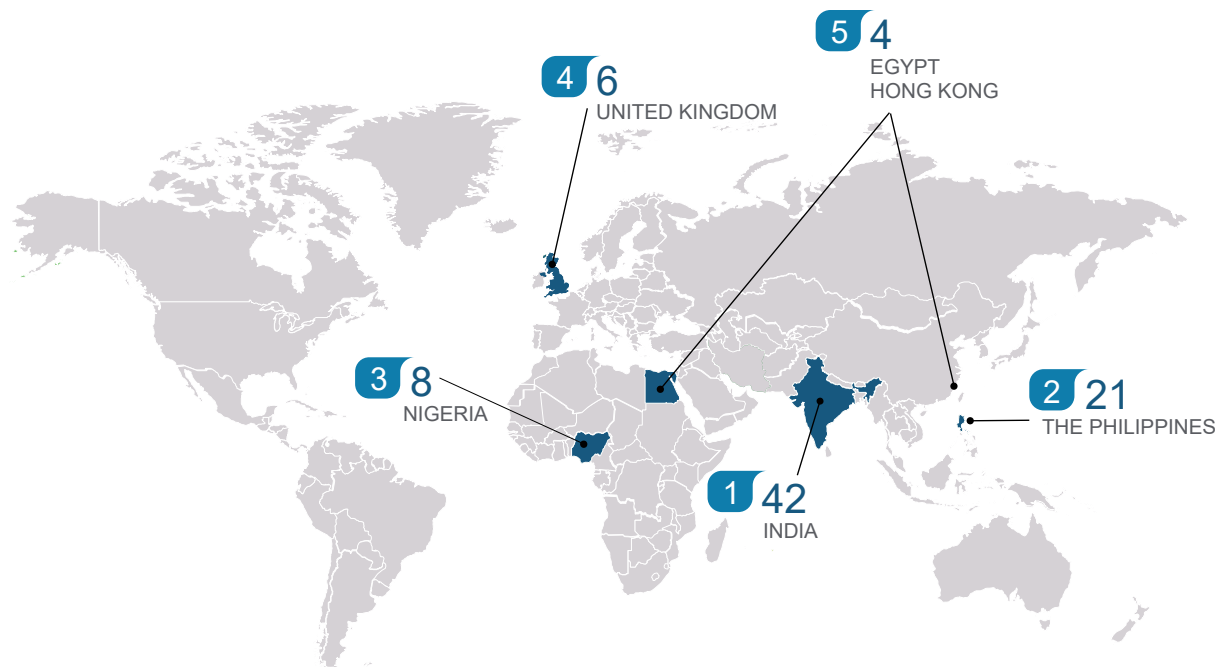 5 4
EGYPT
HONG KONG
4 6
UNITED KINGDOM
3 8
NIGERIA
2 21
THE PHILIPPINES
1 42
INDIA